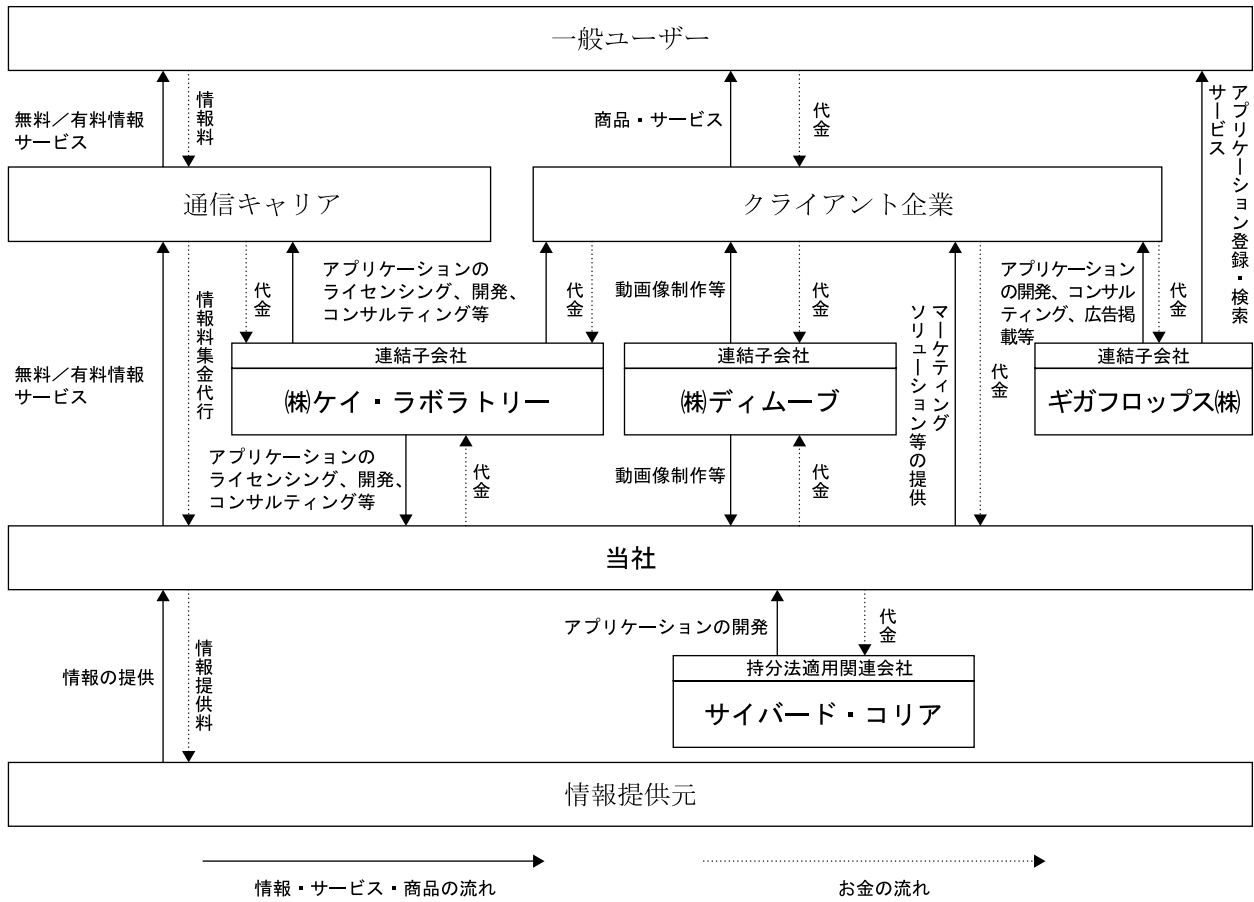 一般ユーザー
無料／有料情報
サービス
情報料
商品・サービス
代金
アプリケーション登録・検索
サービス
通信キャリア
クライアント企業
無料／有料情報
サービス
情報料集金代行
代金
アプリケーションの
ライセンシング、開発、
コンサルティング等
代金
動画像制作等
代金
マーケティング
ソリューション等の提供
代金
アプリケーション
の開発、コンサル
ティング、広告掲
載等
代金
連結子会社
㈱ケイ・ラボラトリー
連結子会社
㈱ディムーブ
連結子会社
ギガフロップス㈱
アプリケーションの
ライセンシング、開発、
コンサルティング等
代金
動画像制作等
代金
当社
情報の提供
情報提供料
アプリケーションの開発
代金
持分法適用関連会社
サイバード・コリア
情報提供元
情報・サービス・商品の流れ
お金の流れ